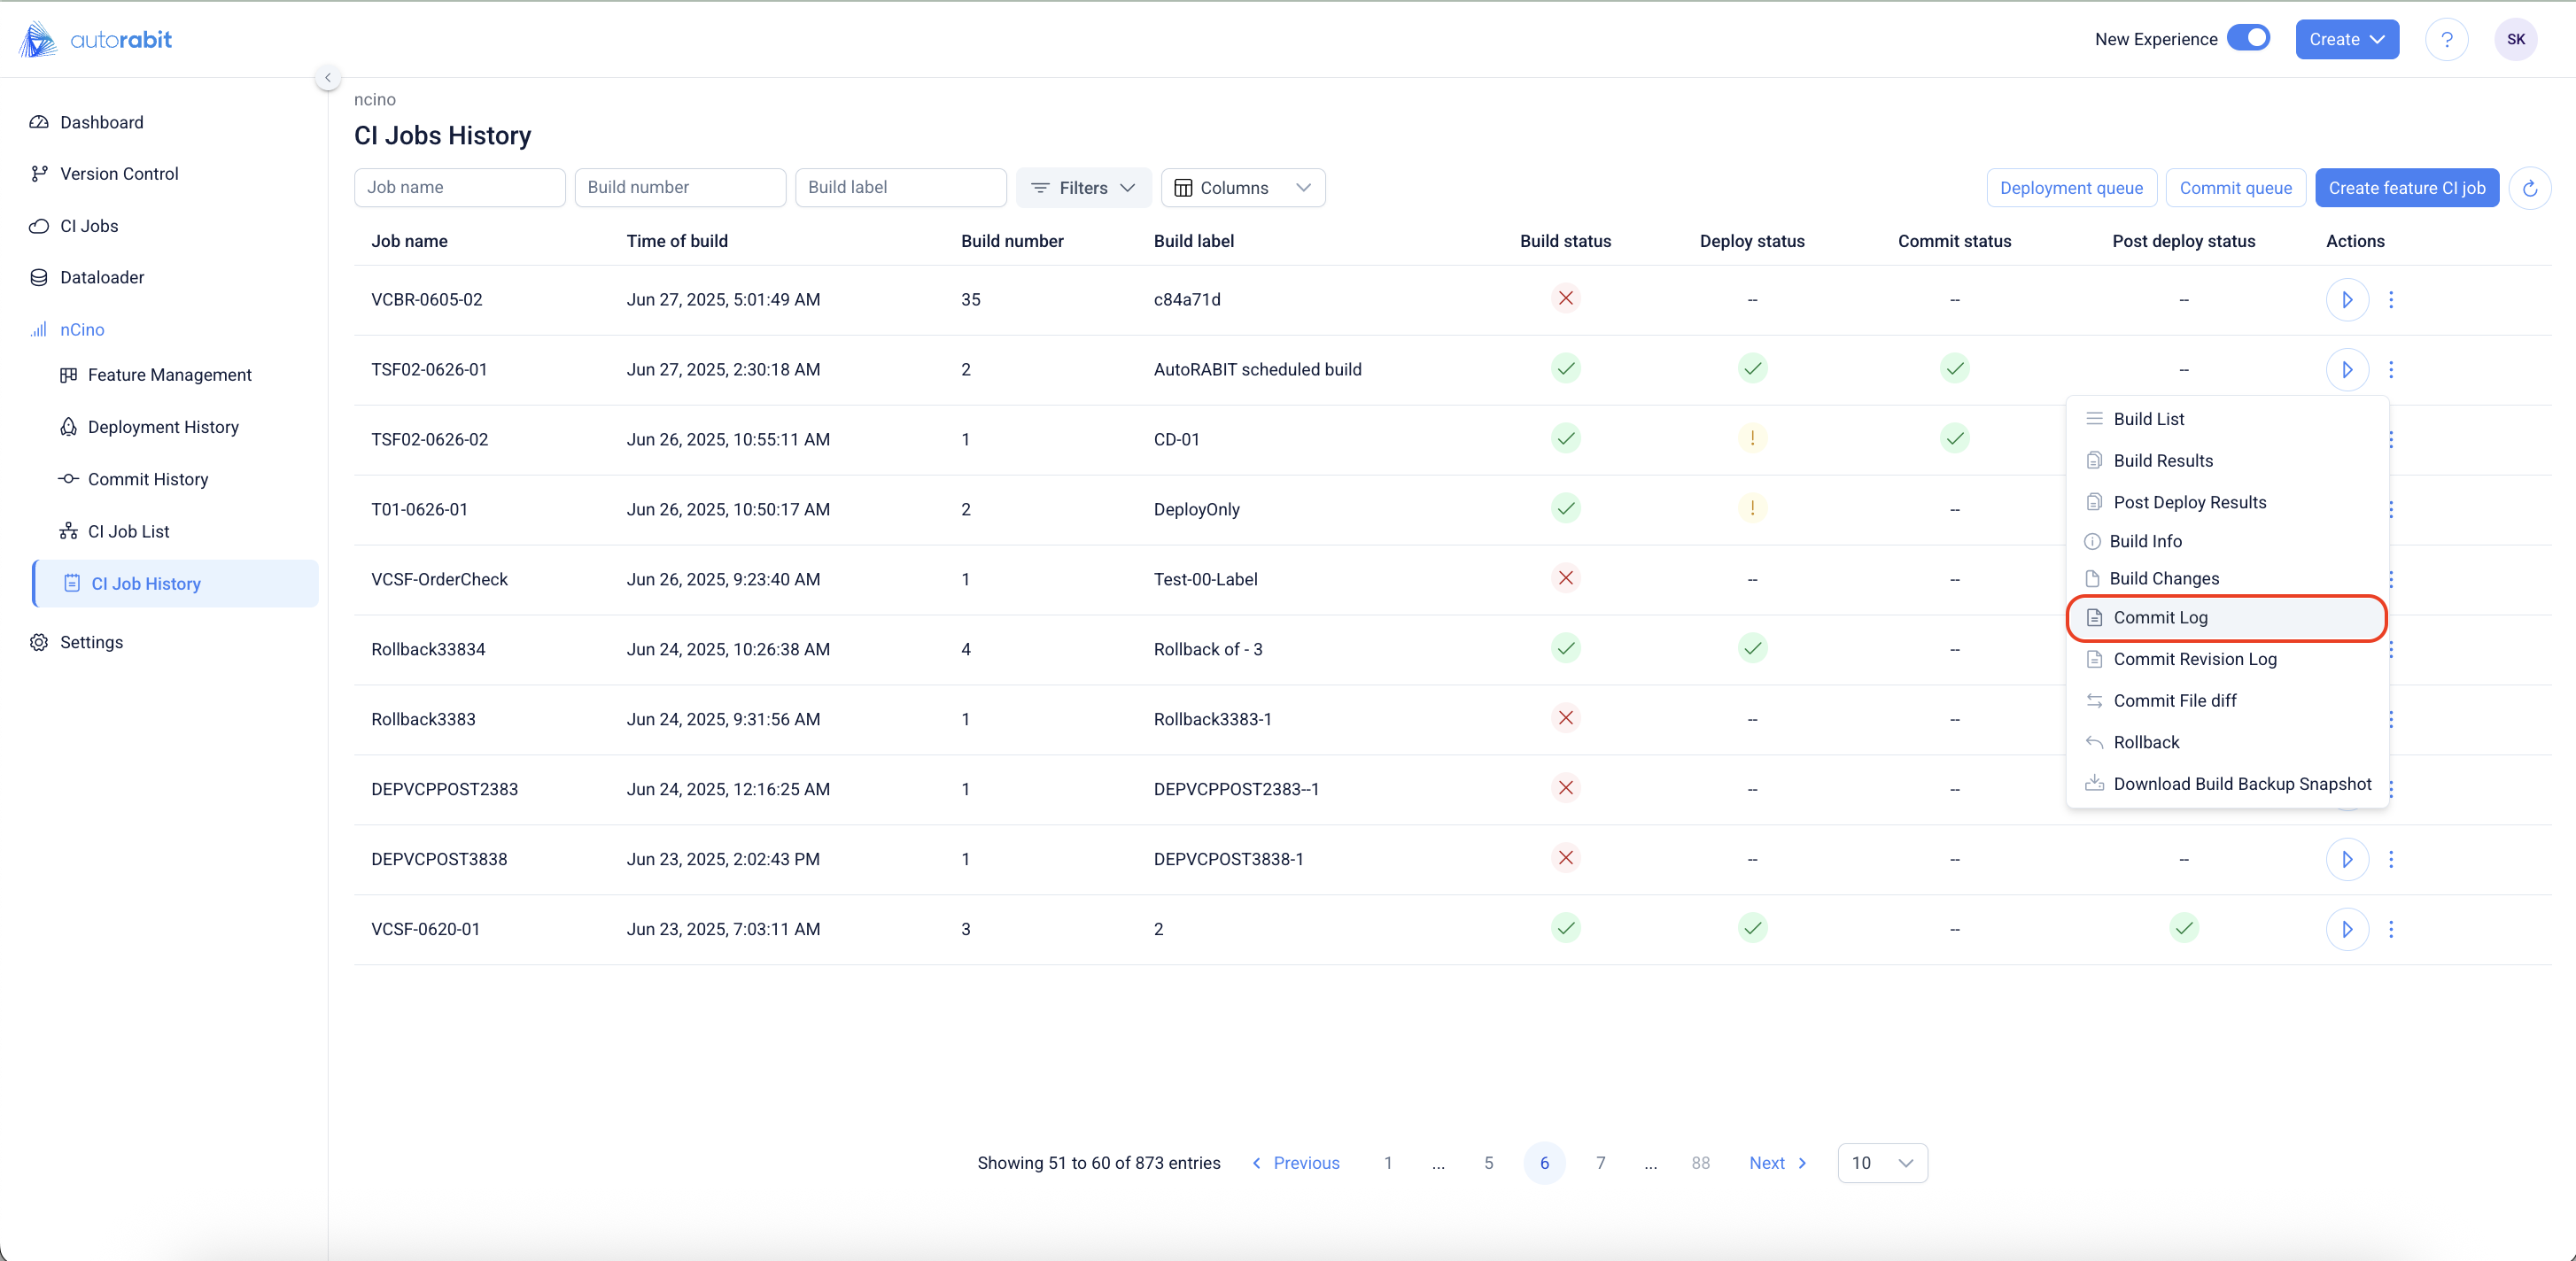 autorabit
New Experience
Create
?
SK
Dashboard
Version Control
CI Jobs
Dataloader
nCino
Feature Management
Deployment History
Commit History
CI Job List
CI Job History
Settings
ncino
CI Jobs History
Job name Build number Build label Filters Columns Deployment queue Commit queue Create feature CI job
Job name Time of build Build number Build label Build status Deploy status Commit status Post deploy status Actions
VCBR-0605-02 Jun 27, 2025, 5:01:49 AM 35 c84a71d -- -- --
TSF02-0626-01 Jun 27, 2025, 2:30:18 AM 2 AutoRABIT scheduled build --
TSF02-0626-02 Jun 26, 2025, 10:55:11 AM 1 CD-01 !
T01-0626-01 Jun 26, 2025, 10:50:17 AM 2 DeployOnly ! --
VCSF-OrderCheck Jun 26, 2025, 9:23:40 AM 1 Test-00-Label -- --
Rollback33834 Jun 24, 2025, 10:26:38 AM 4 Rollback of - 3 --
Rollback3383 Jun 24, 2025, 9:31:56 AM 1 Rollback3383-1 -- --
DEPVCPPOST2383 Jun 24, 2025, 12:16:25 AM 1 DEPVCPPOST2383--1 -- --
DEPVCPOST3838 Jun 23, 2025, 2:02:43 PM 1 DEPVCPOST3838-1 -- -- --
VCSF-0620-01 Jun 23, 2025, 7:03:11 AM 3 2 --
Build List
Build Results
Post Deploy Results
Build Info
Build Changes
Commit Log
Commit Revision Log
Commit File diff
Rollback
Download Build Backup Snapshot
Showing 51 to 60 of 873 entries Previous 1 ... 5 6 7 ... 88 Next 10